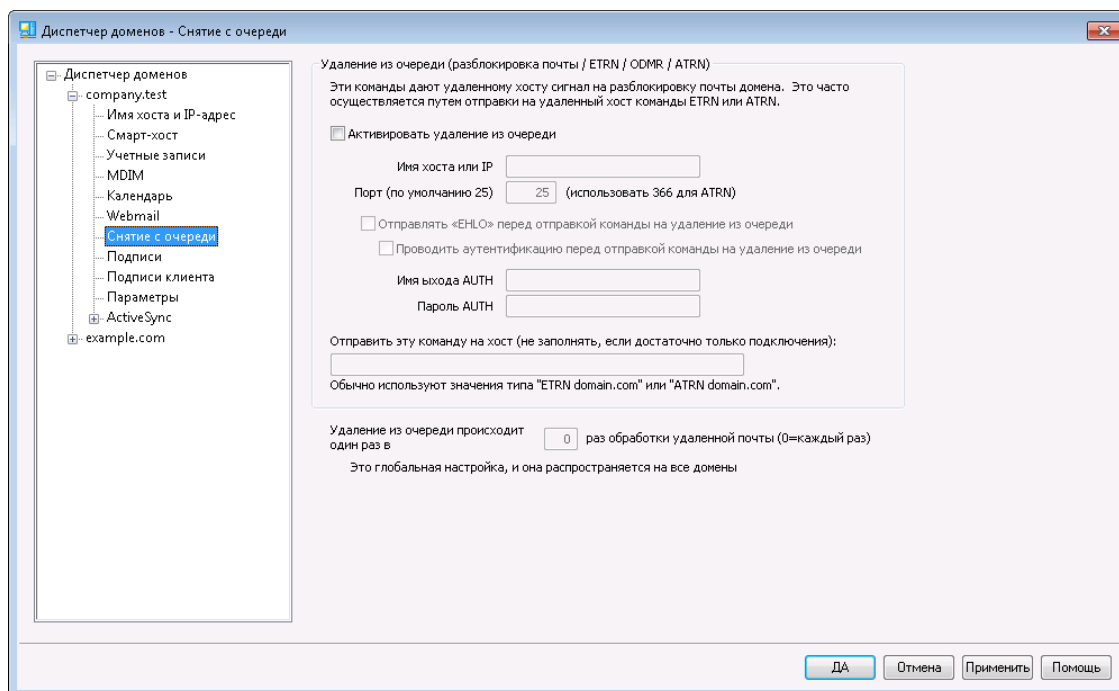 Диспетчер доменов - Снятие с очереди
Диспетчер доменов
company.test
Имя хоста и IP-адрес
Смарт-хост
Учетные записи
MDIM
Календарь
Webmail
Снятие с очереди
Подписи
Подписи клиента
Параметры
ActiveSync
example.com
Удаление из очереди (разблокировка почты / ETRN / ODMR / ATRN)
Эти команды дают удаленному хосту сигнал на разблокировку почты домена. Это часто
осуществляется путем отправки на удаленный хост команды ETRN или ATRN.
Активировать удаление из очереди
Имя хоста или IP
Порт (по умолчанию 25) 25 (использовать 366 для ATRN)
Отправлять «EHLO» перед отправкой команды на удаление из очереди
Проводить аутентификацию перед отправкой команды на удаление из очереди
Имя ыхода AUTH
Пароль AUTH
Отправить эту команду на хост (не заполнять, если достаточно только подключения):
Обычно используют значения типа "ETRN domain.com" или "ATRN domain.com".
Удаление из очереди происходит
один раз в 0 раз обработки удаленной почты (0=каждый раз)
Это глобальная настройка, и она распространяется на все домены
ДА Отмена Применить Помощь